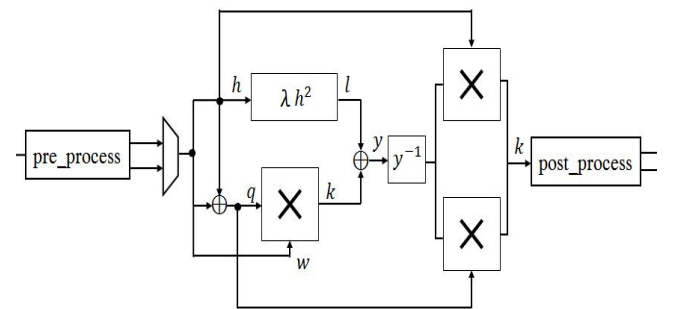 pre_process
h
λ h²
l
q
×
k
w
y
y⁻¹
×
×
k
post_process